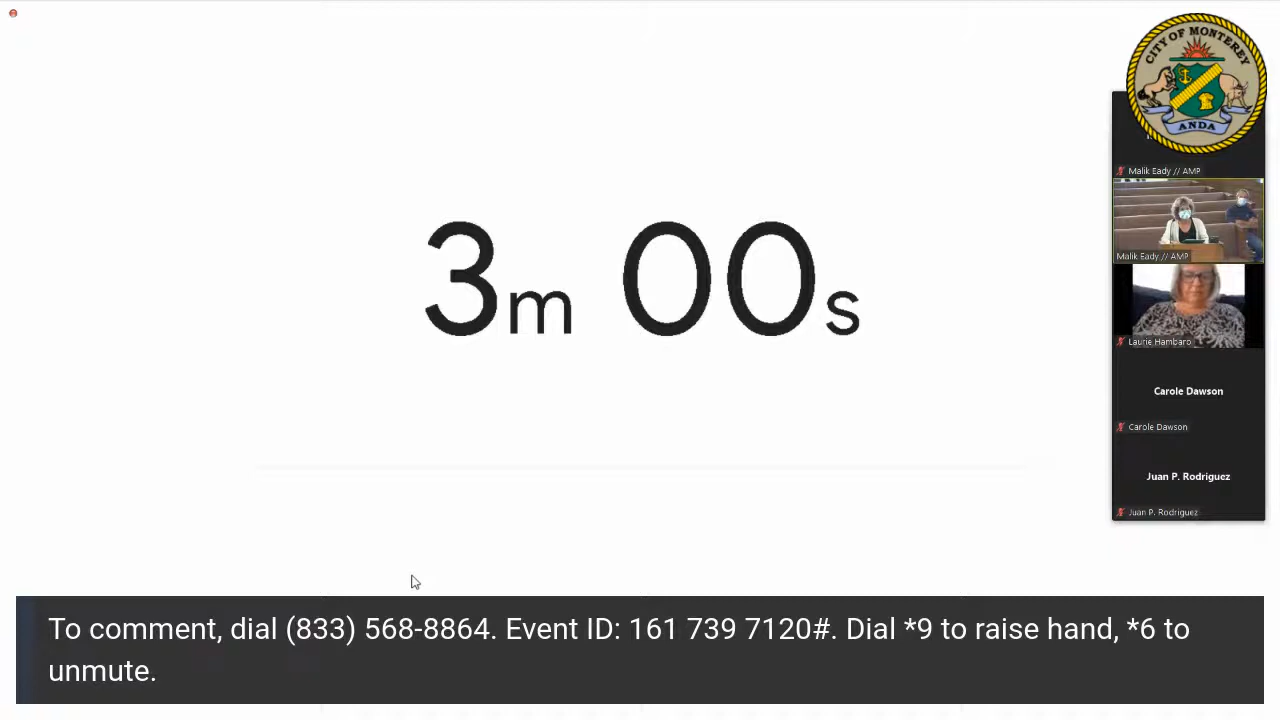 CITY OF MONTEREY
ANDA
Malik Eady // AMP
Malik Eady // AMP
Laurie Hambaro
Carole Dawson
Carole Dawson
Juan P. Rodriguez
Juan P. Rodriguez
3m 00s
To comment, dial (833) 568-8864. Event ID: 161 739 7120#. Dial *9 to raise hand, *6 to
unmute.